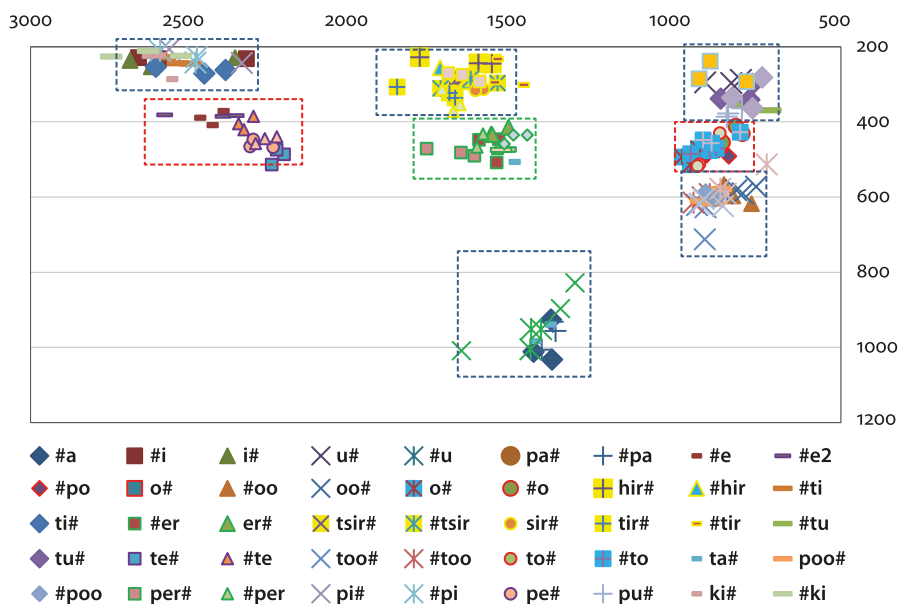 3000 2500 2000 1500 1000 500
200
400
600
800
1000
1200
#a #i i# u# #u pa# #pa #e #e2
#po o# #oo oo# o# #o hir# #hir #ti
ti# #er er# tsir# #tsir sir# tir# #tir #tu
tu# te# #te too# #too to# #to ta# poo#
#poo per# #per pi# #pi pe# pu# ki# #ki